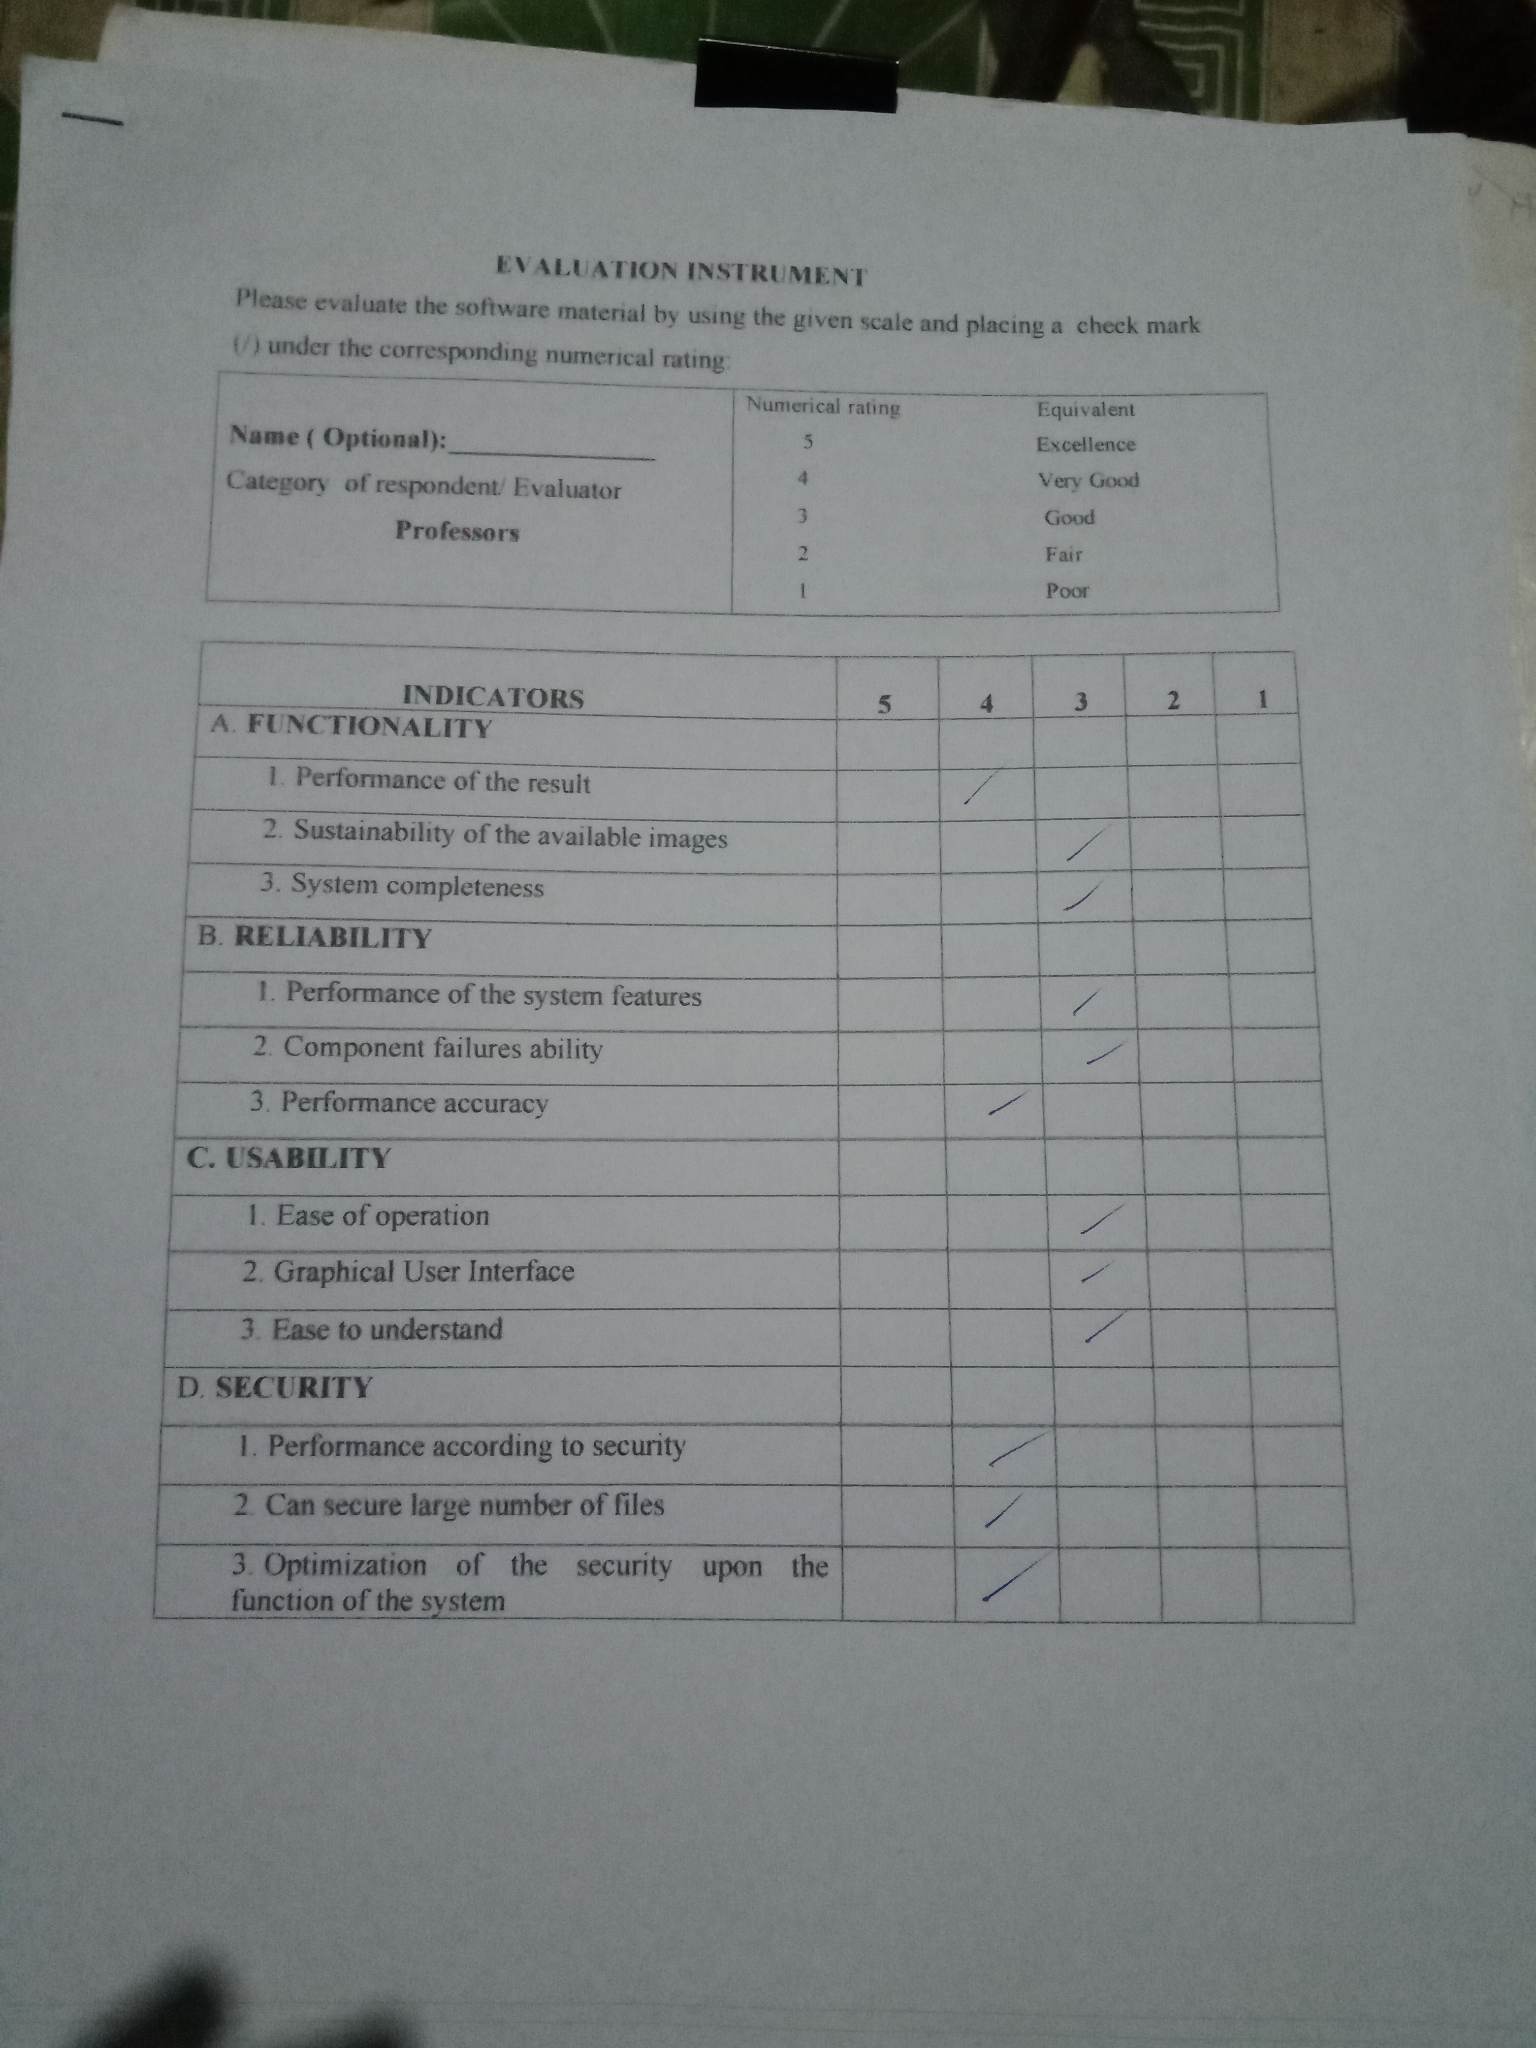 EVALUATION INSTRUMENT
Please evaluate the software material by using the given scale and placing a check mark
(/) under the corresponding numerical rating:
Name ( Optional):_______________
Category of respondent/ Evaluator
Professors
Numerical rating Equivalent
5 Excellence
4 Very Good
3 Good
2 Fair
1 Poor
INDICATORS 5 4 3 2 1
A. FUNCTIONALITY
1. Performance of the result /
2. Sustainability of the available images /
3. System completeness /
B. RELIABILITY
1. Performance of the system features /
2. Component failures ability /
3. Performance accuracy /
C. USABILITY
1. Ease of operation /
2. Graphical User Interface /
3. Ease to understand /
D. SECURITY
1. Performance according to security /
2. Can secure large number of files /
3. Optimization of the security upon the
function of the system /